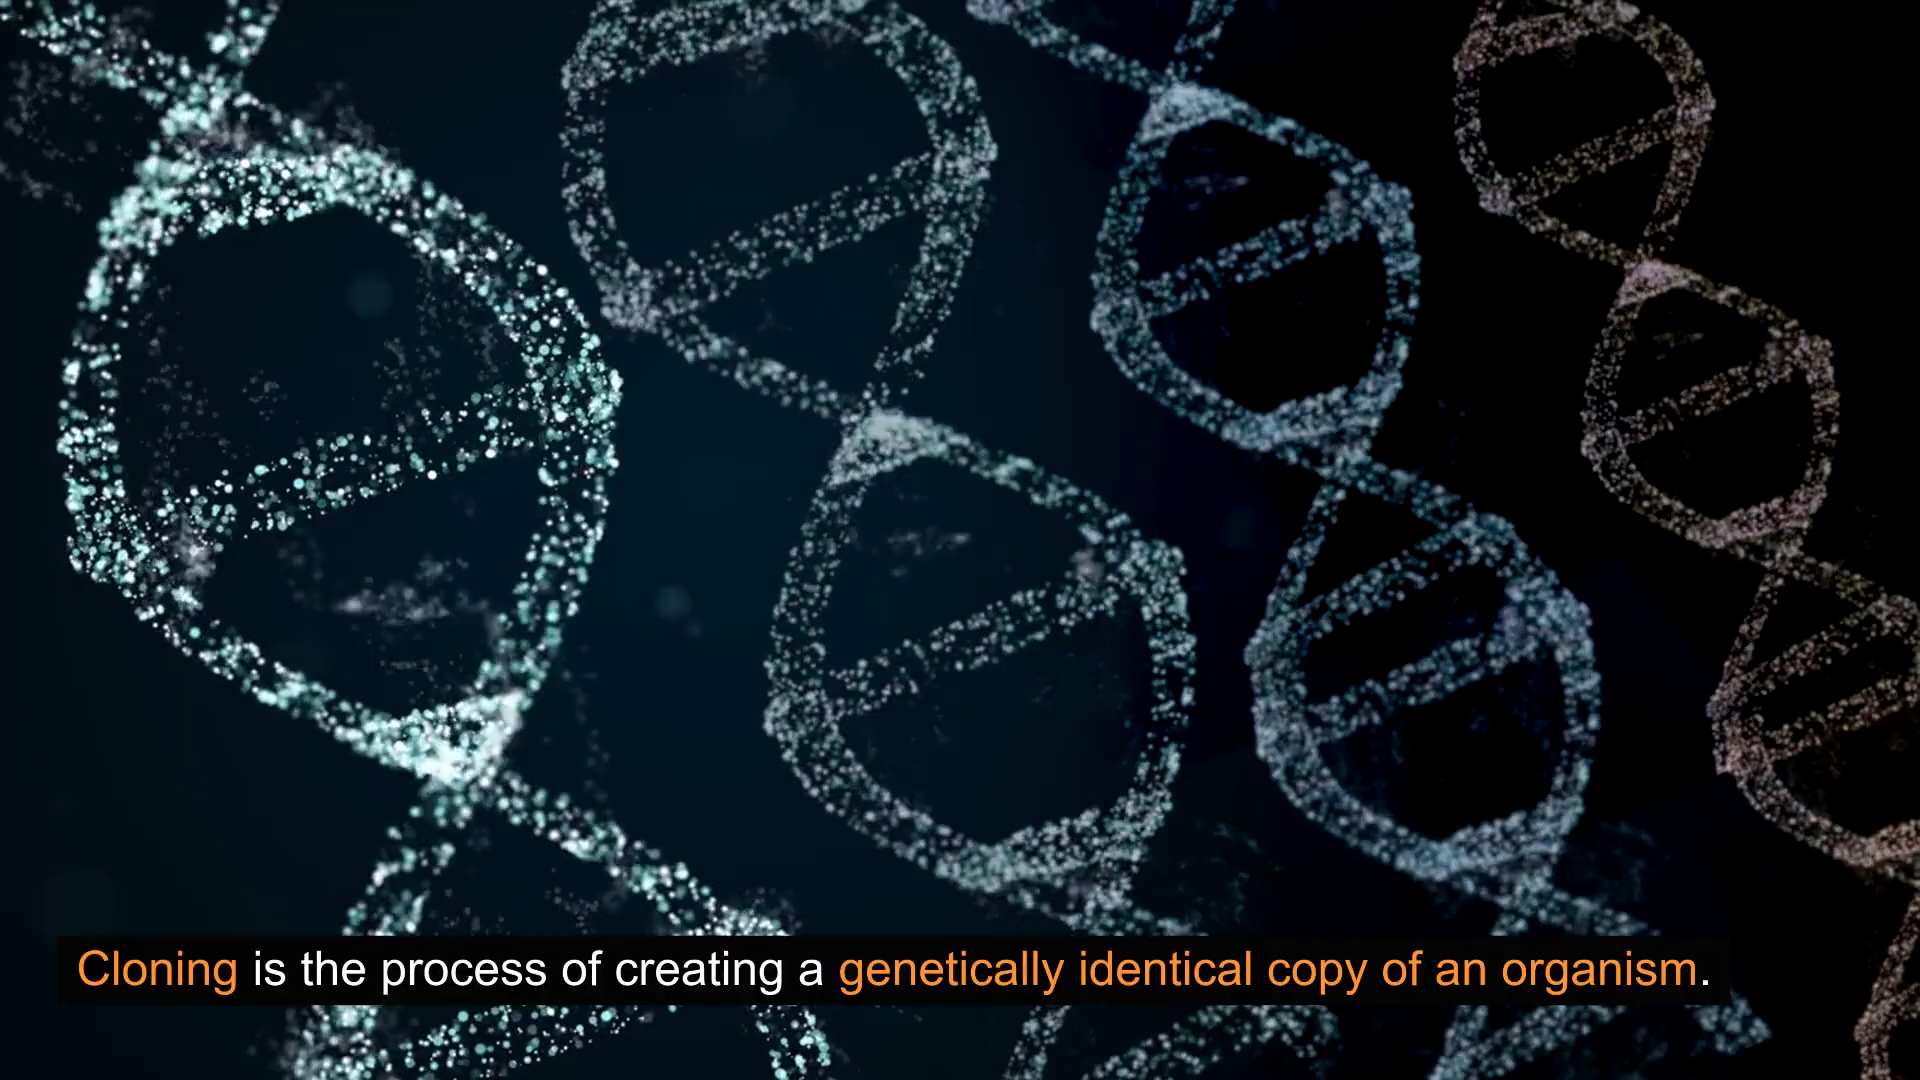 Cloning is the process of creating a genetically identical copy of an organism.